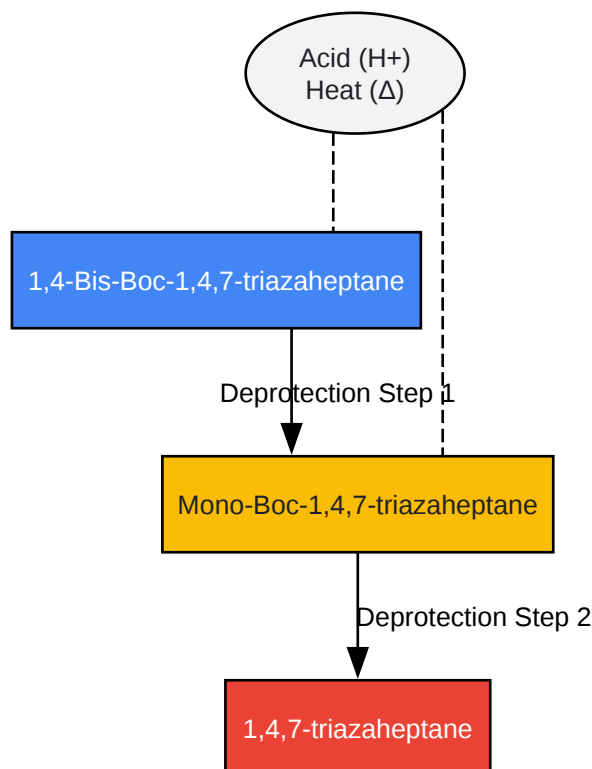 Acid (H+)
Heat (Δ)
1,4-Bis-Boc-1,4,7-triazaheptane
Deprotection Step 1
Mono-Boc-1,4,7-triazaheptane
Deprotection Step 2
1,4,7-triazaheptane